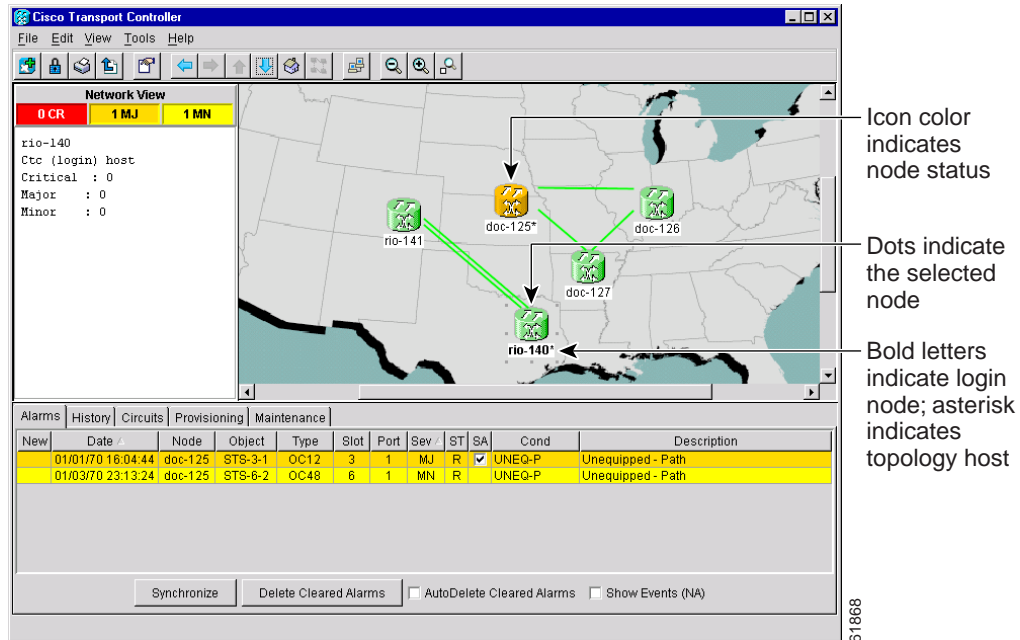 Cisco Transport Controller
File Edit View Tools Help
Network View
0 CR 1 MJ 1 MN
rio-140
Ctc (login) host
Critical : 0
Major : 0
Minor : 0
rio-141
doc-125*
doc-126
doc-127
rio-140*
Icon color
indicates
node status
Dots indicate
the selected
node
Bold letters
indicate login
node; asterisk
indicates
topology host
Alarms History Circuits Provisioning Maintenance
New Date Node Object Type Slot Port Sev ST SA Cond Description
01/01/70 16:04:44 doc-125 STS-3-1 OC12 3 1 MJ R UNEQ-P Unequipped - Path
01/03/70 23:13:24 doc-125 STS-6-2 OC48 6 1 MN R UNEQ-P Unequipped - Path
Synchronize Delete Cleared Alarms AutoDelete Cleared Alarms Show Events (NA)
61868